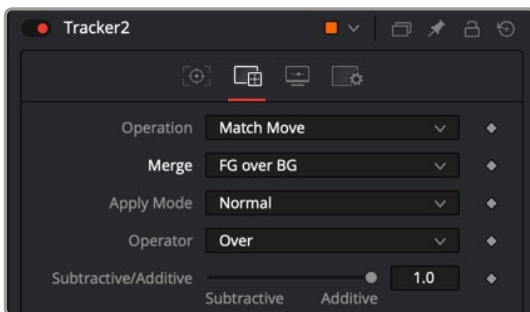 Tracker2
Operation Match Move
Merge FG over BG
Apply Mode Normal
Operator Over
Subtractive/Additive 1.0
Subtractive Additive